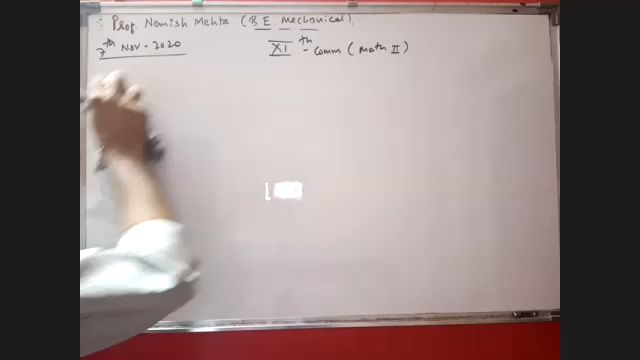 ∵ Prof. Nemish Mehta (B E Mechanical),
7th Nov - 2020
XIth - comm (Math II)